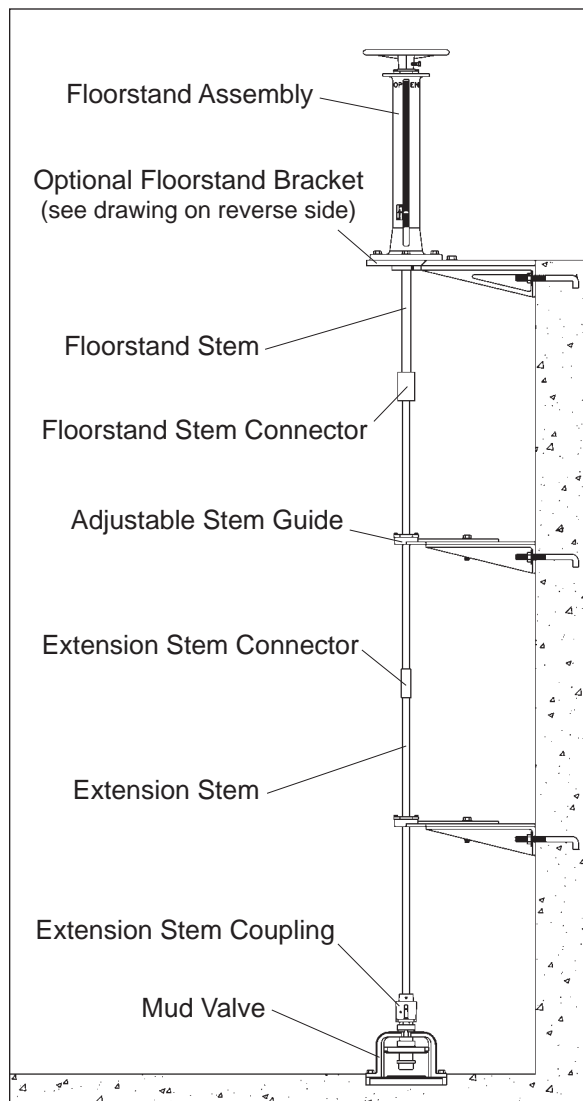 OPEN
Floorstand Assembly
Optional Floorstand Bracket
(see drawing on reverse side)
Floorstand Stem
Floorstand Stem Connector
Adjustable Stem Guide
Extension Stem Connector
Extension Stem
Extension Stem Coupling
Mud Valve